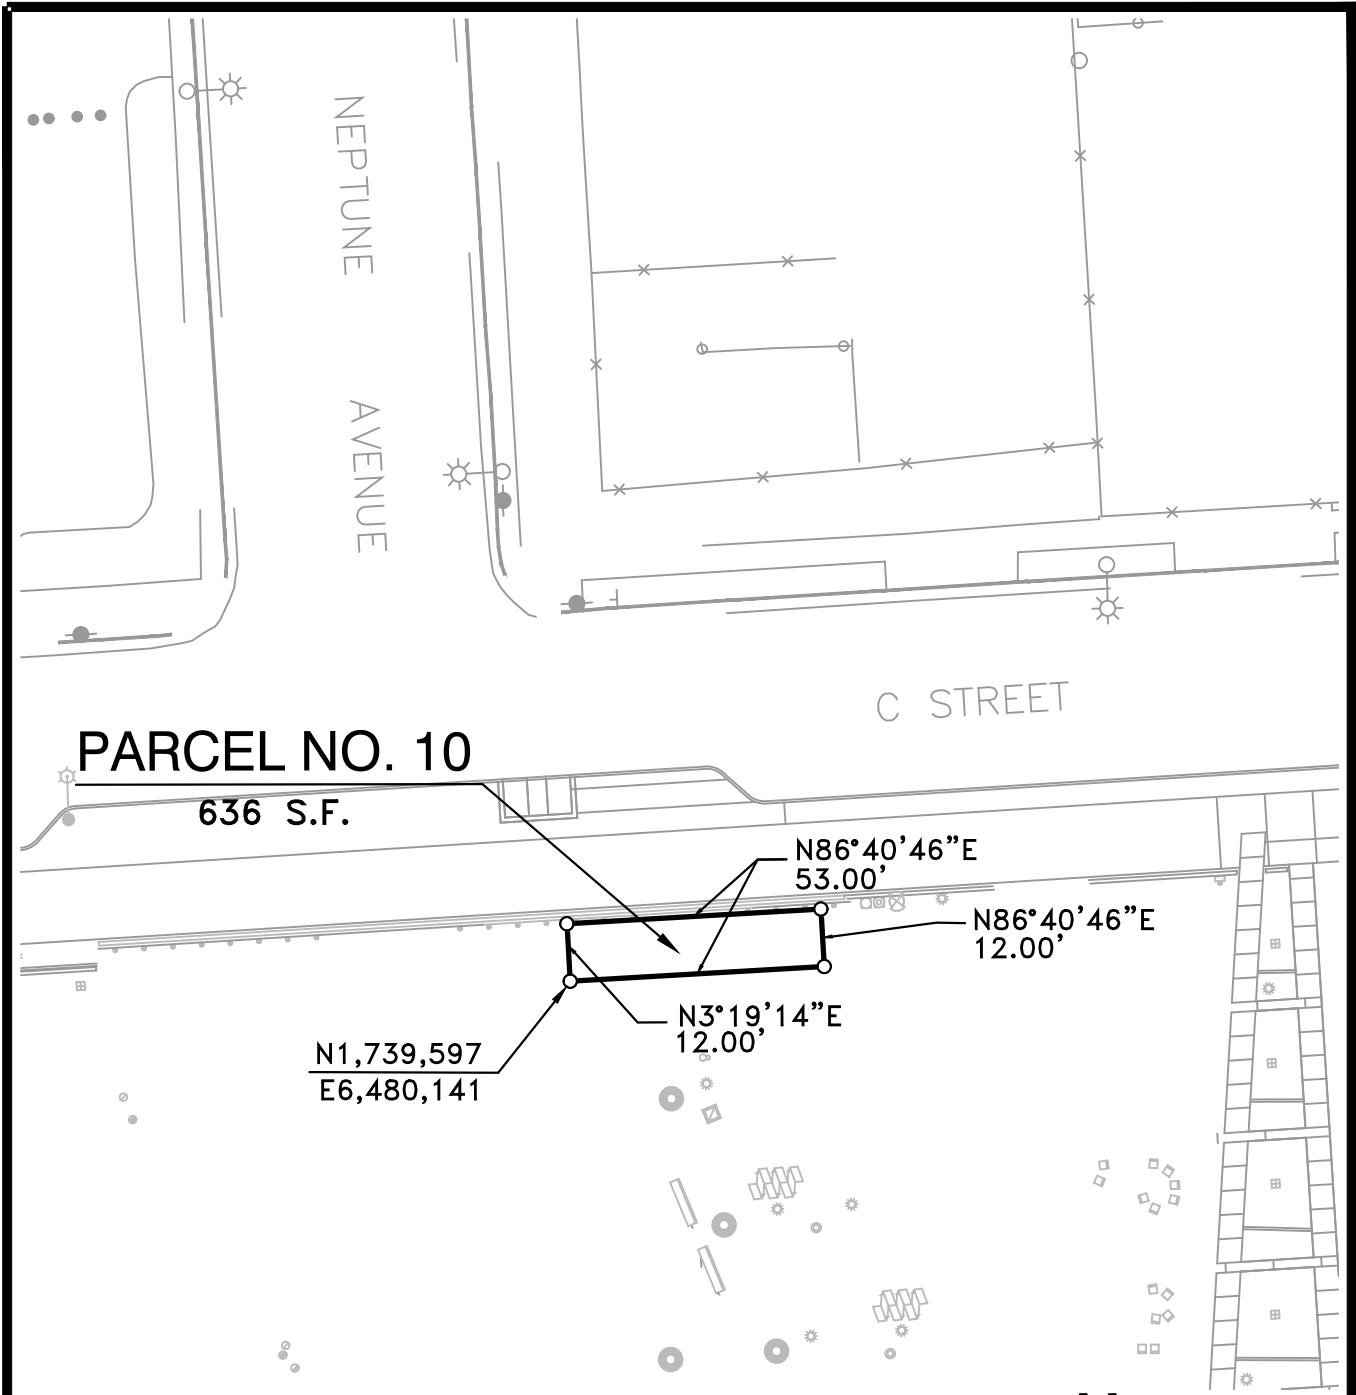 NEPTUNE
AVENUE
C STREET
PARCEL NO. 10
636 S.F.
N86°40'46"E
53.00'
N86°40'46"E
12.00'
N3°19'14"E
12.00'
N1,739,597
E6,480,141